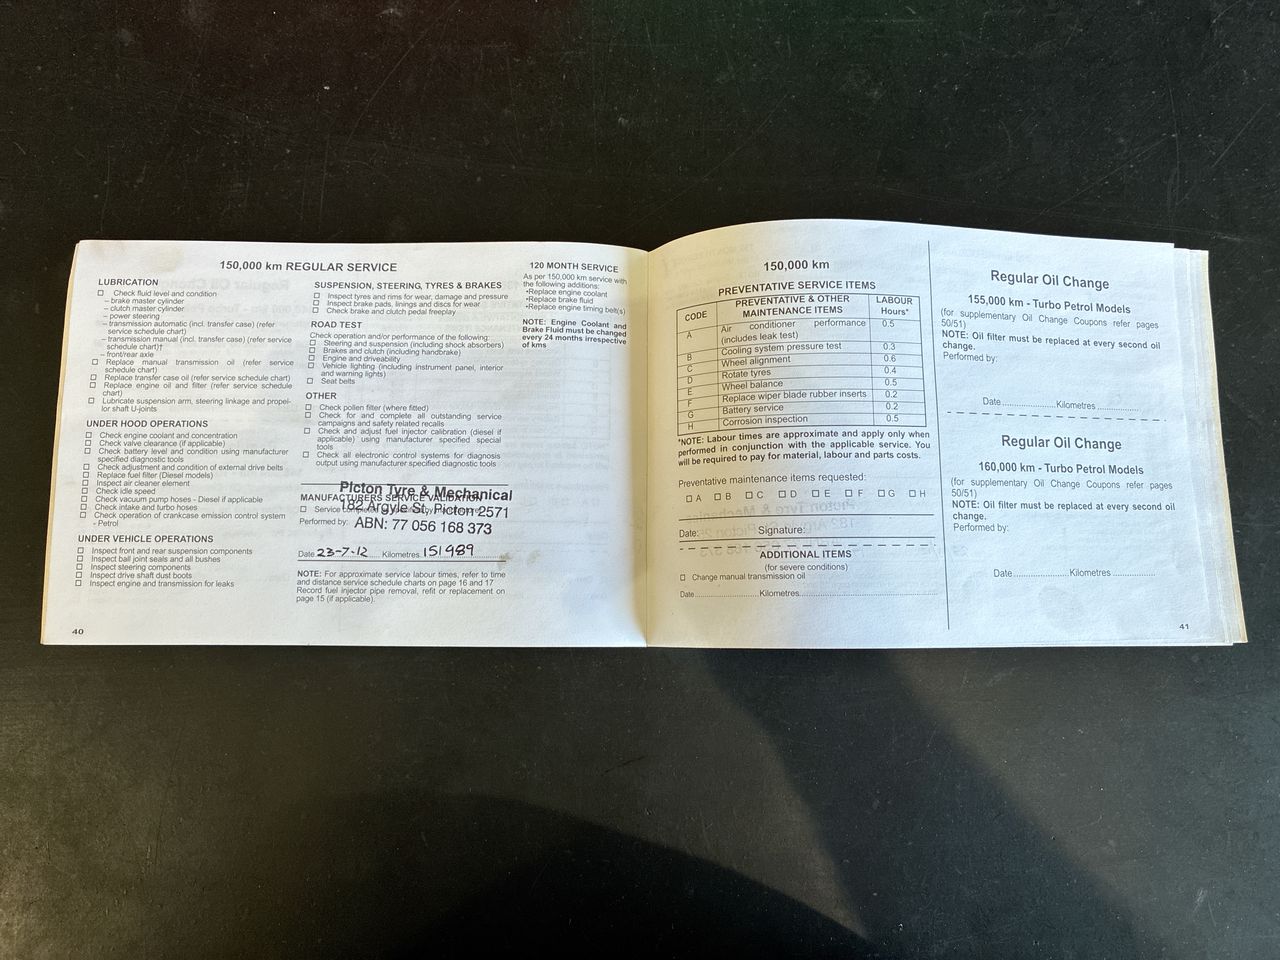 150,000 km REGULAR SERVICE
LUBRICATION
Check fluid level and condition
– brake master cylinder
– clutch master cylinder
– power steering
– transmission automatic (incl. transfer case) (refer
service schedule chart)
– transmission manual (incl. transfer case) (refer service
schedule chart)†
– front/rear axle
Replace manual transmission oil (refer service
schedule chart)
Replace transfer case oil (refer service schedule chart)
Replace engine oil and filter (refer service schedule
chart)
Lubricate suspension arm, steering linkage and propel-
lor shaft U-joints
UNDER HOOD OPERATIONS
Check engine coolant and concentration
Check valve clearance (if applicable)
Check battery level and condition using manufacturer
specified diagnostic tools
Check adjustment and condition of external drive belts
Replace fuel filter (Diesel models)
Inspect air cleaner element
Check idle speed
Check vacuum pump hoses - Diesel if applicable
Check intake and turbo hoses
Check operation of crankcase emission control system
- Petrol
UNDER VEHICLE OPERATIONS
Inspect front and rear suspension components
Inspect ball joint seals and all bushes
Inspect steering components
Inspect drive shaft dust boots
Inspect engine and transmission for leaks
40
SUSPENSION, STEERING, TYRES & BRAKES
Inspect tyres and rims for wear, damage and pressure
Inspect brake pads, linings and discs for wear
Check brake and clutch pedal freeplay
ROAD TEST
Check operation and/or performance of the following:
Steering and suspension (including shock absorbers)
Brakes and clutch (including handbrake)
Engine and driveability
Vehicle lighting (including instrument panel, interior
and warning lights)
Seat belts
OTHER
Check pollen filter (where fitted)
Check for and complete all outstanding service
campaigns and safety related recalls
Check and adjust fuel injector calibration (diesel if
applicable) using manufacturer specified special
tools
Check all electronic control systems for diagnosis
output using manufacturer specified diagnostic tools
Picton Tyre & Mechanical
MANUFACTURERS SERVICE VALIDATION
182 Argyle St, Picton 2571
Service
Performed by: ABN: 77 056 168 373
Date 23-7-12 Kilometres 151989
NOTE: For approximate service labour times, refer to time
and distance service schedule charts on page 16 and 17
Record fuel injector pipe removal, refit or replacement on
page 15 (if applicable).
120 MONTH SERVICE
As per 150,000 km service with
the following additions:
•Replace engine coolant
•Replace brake fluid
•Replace engine timing belt(s)
NOTE: Engine Coolant and
Brake Fluid must be changed
every 24 months irrespective
of kms
150,000 km
PREVENTATIVE SERVICE ITEMS
CODE PREVENTATIVE & OTHER MAINTENANCE ITEMS LABOUR Hours*
A Air conditioner performance (includes leak test) 0.5
B Cooling system pressure test 0.3
C Wheel alignment 0.6
D Rotate tyres 0.4
E Wheel balance 0.5
F Replace wiper blade rubber inserts 0.2
G Battery service 0.2
H Corrosion inspection 0.5
*NOTE: Labour times are approximate and apply only when
performed in conjunction with the applicable service. You
will be required to pay for material, labour and parts costs.
Preventative maintenance items requested:
A B C D E F G H
Date: Signature:
ADDITIONAL ITEMS
(for severe conditions)
Change manual transmission oil
Date Kilometres
Regular Oil Change
155,000 km - Turbo Petrol Models
(for supplementary Oil Change Coupons refer pages
50/51)
NOTE: Oil filter must be replaced at every second oil
change.
Performed by:
Date Kilometres
Regular Oil Change
160,000 km - Turbo Petrol Models
(for supplementary Oil Change Coupons refer pages
50/51)
NOTE: Oil filter must be replaced at every second oil
change.
Performed by:
Date Kilometres
41